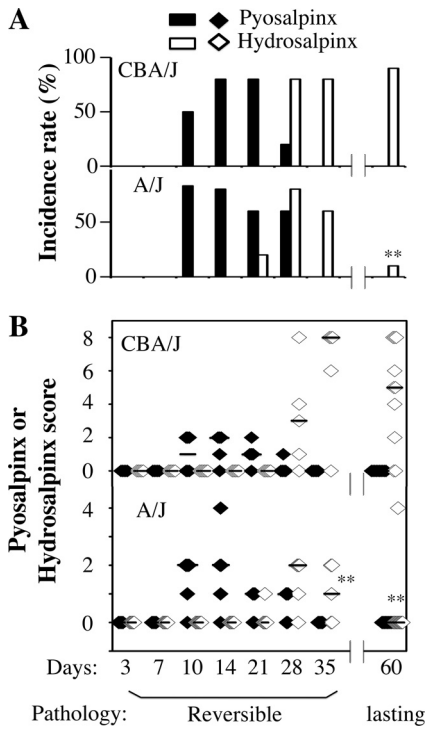 A
Pyosalpinx
Hydrosalpinx
Incidence rate (%)
CBA/J
100
50
0
A/J
50
0
**
B
Pyosalpinx or
Hydrosalpinx score
CBA/J
8
6
4
2
0
A/J
4
2
0
**
**
Days: 3 7 10 14 21 28 35 60
Pathology: Reversible lasting